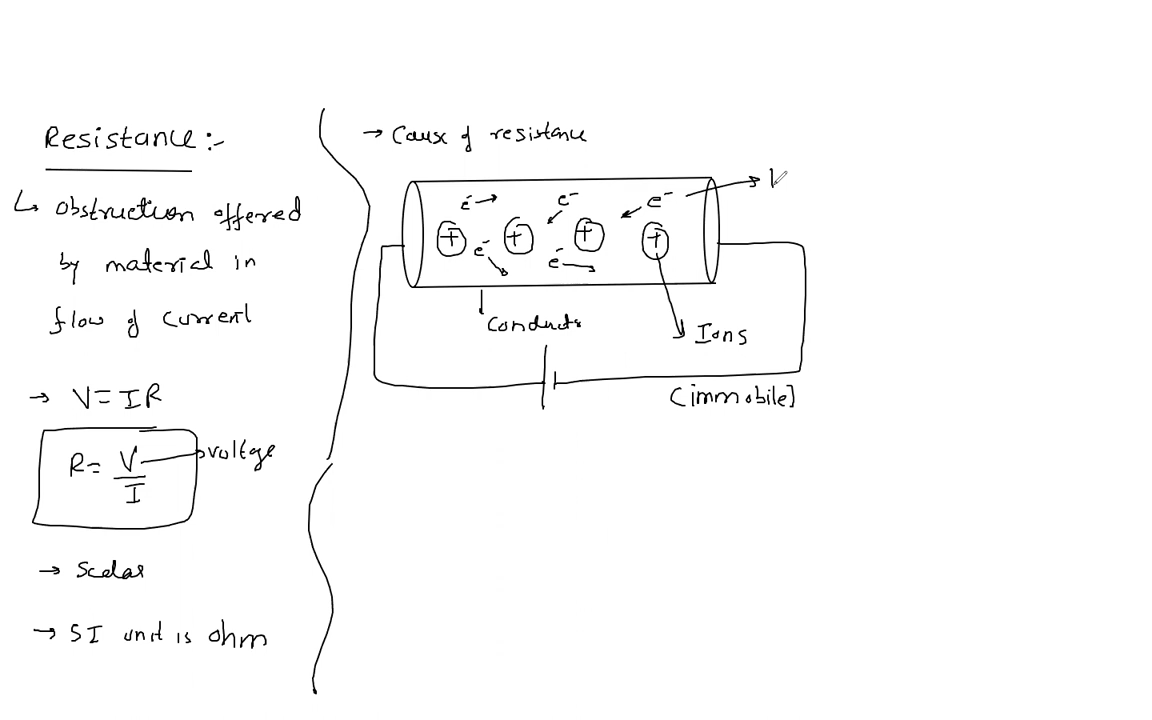 Resistance :-
↳ obstruction offered
by material in
flow of current
→ V = IR
R = V/I → voltge
→ Scalar
→ SI unit is ohm
→ Cause of resistance
e⁻ → e⁻ e⁻ →
+ e⁻ + + +
e⁻
Conductor
Ions
(immobile)